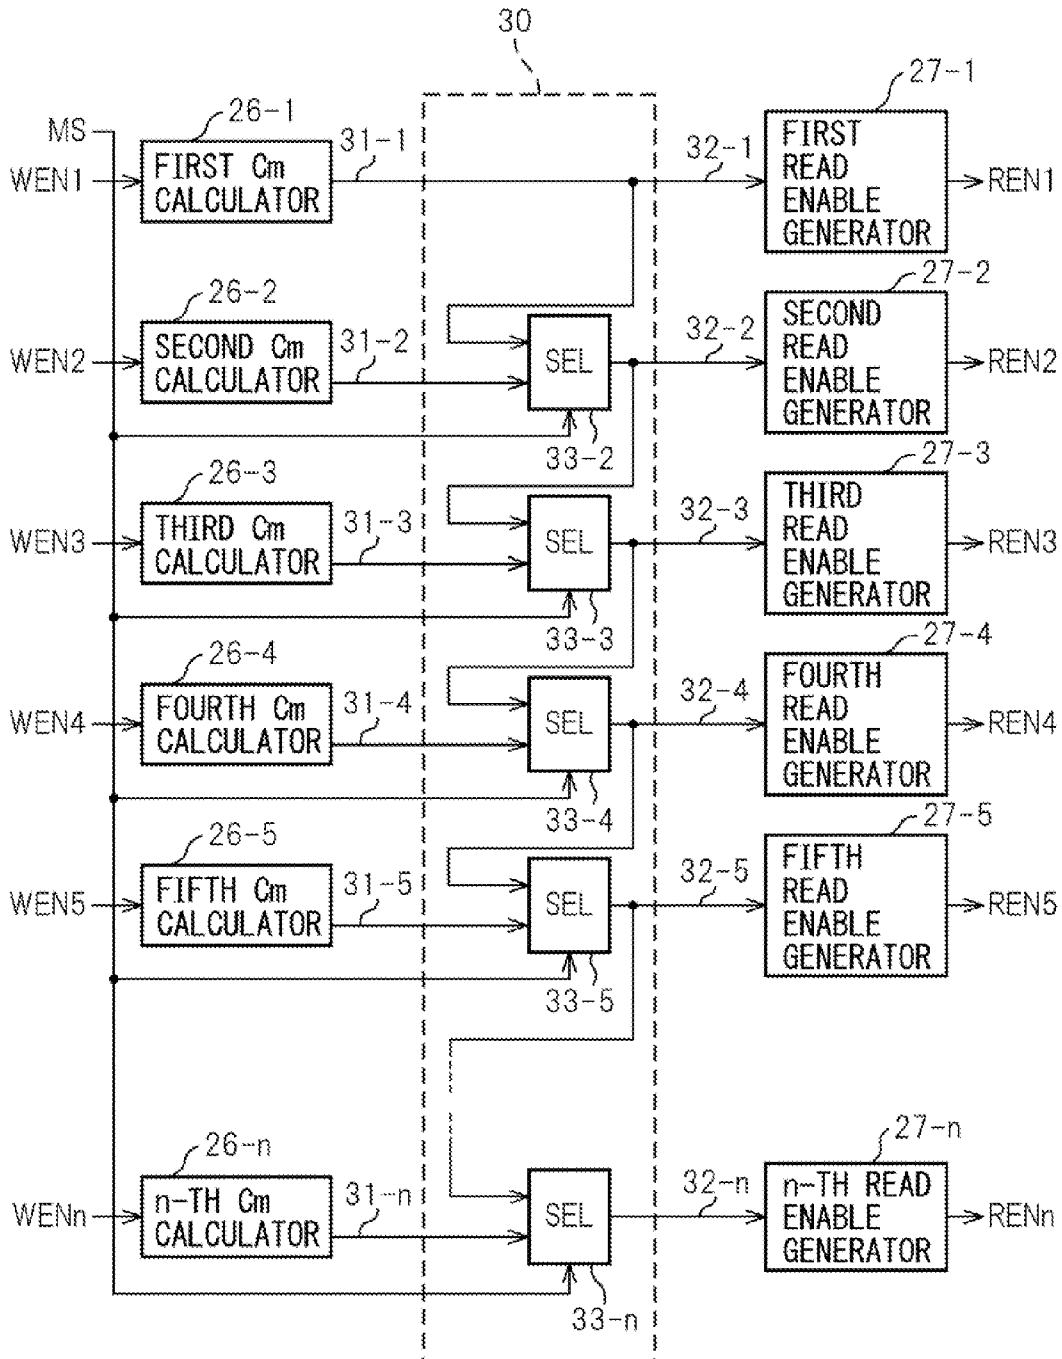 30
27-1
MS
26-1
31-1
32-1
WEN1
FIRST Cm
CALCULATOR
FIRST
READ
ENABLE
GENERATOR
REN1
26-2
31-2
32-2
27-2
WEN2
SECOND Cm
CALCULATOR
SEL
33-2
SECOND
READ
ENABLE
GENERATOR
REN2
26-3
31-3
32-3
27-3
WEN3
THIRD Cm
CALCULATOR
SEL
33-3
THIRD
READ
ENABLE
GENERATOR
REN3
26-4
31-4
32-4
27-4
WEN4
FOURTH Cm
CALCULATOR
SEL
33-4
FOURTH
READ
ENABLE
GENERATOR
REN4
26-5
31-5
32-5
27-5
WEN5
FIFTH Cm
CALCULATOR
SEL
33-5
FIFTH
READ
ENABLE
GENERATOR
REN5
26-n
31-n
32-n
27-n
WENn
n-TH Cm
CALCULATOR
SEL
33-n
n-TH READ
ENABLE
GENERATOR
RENn